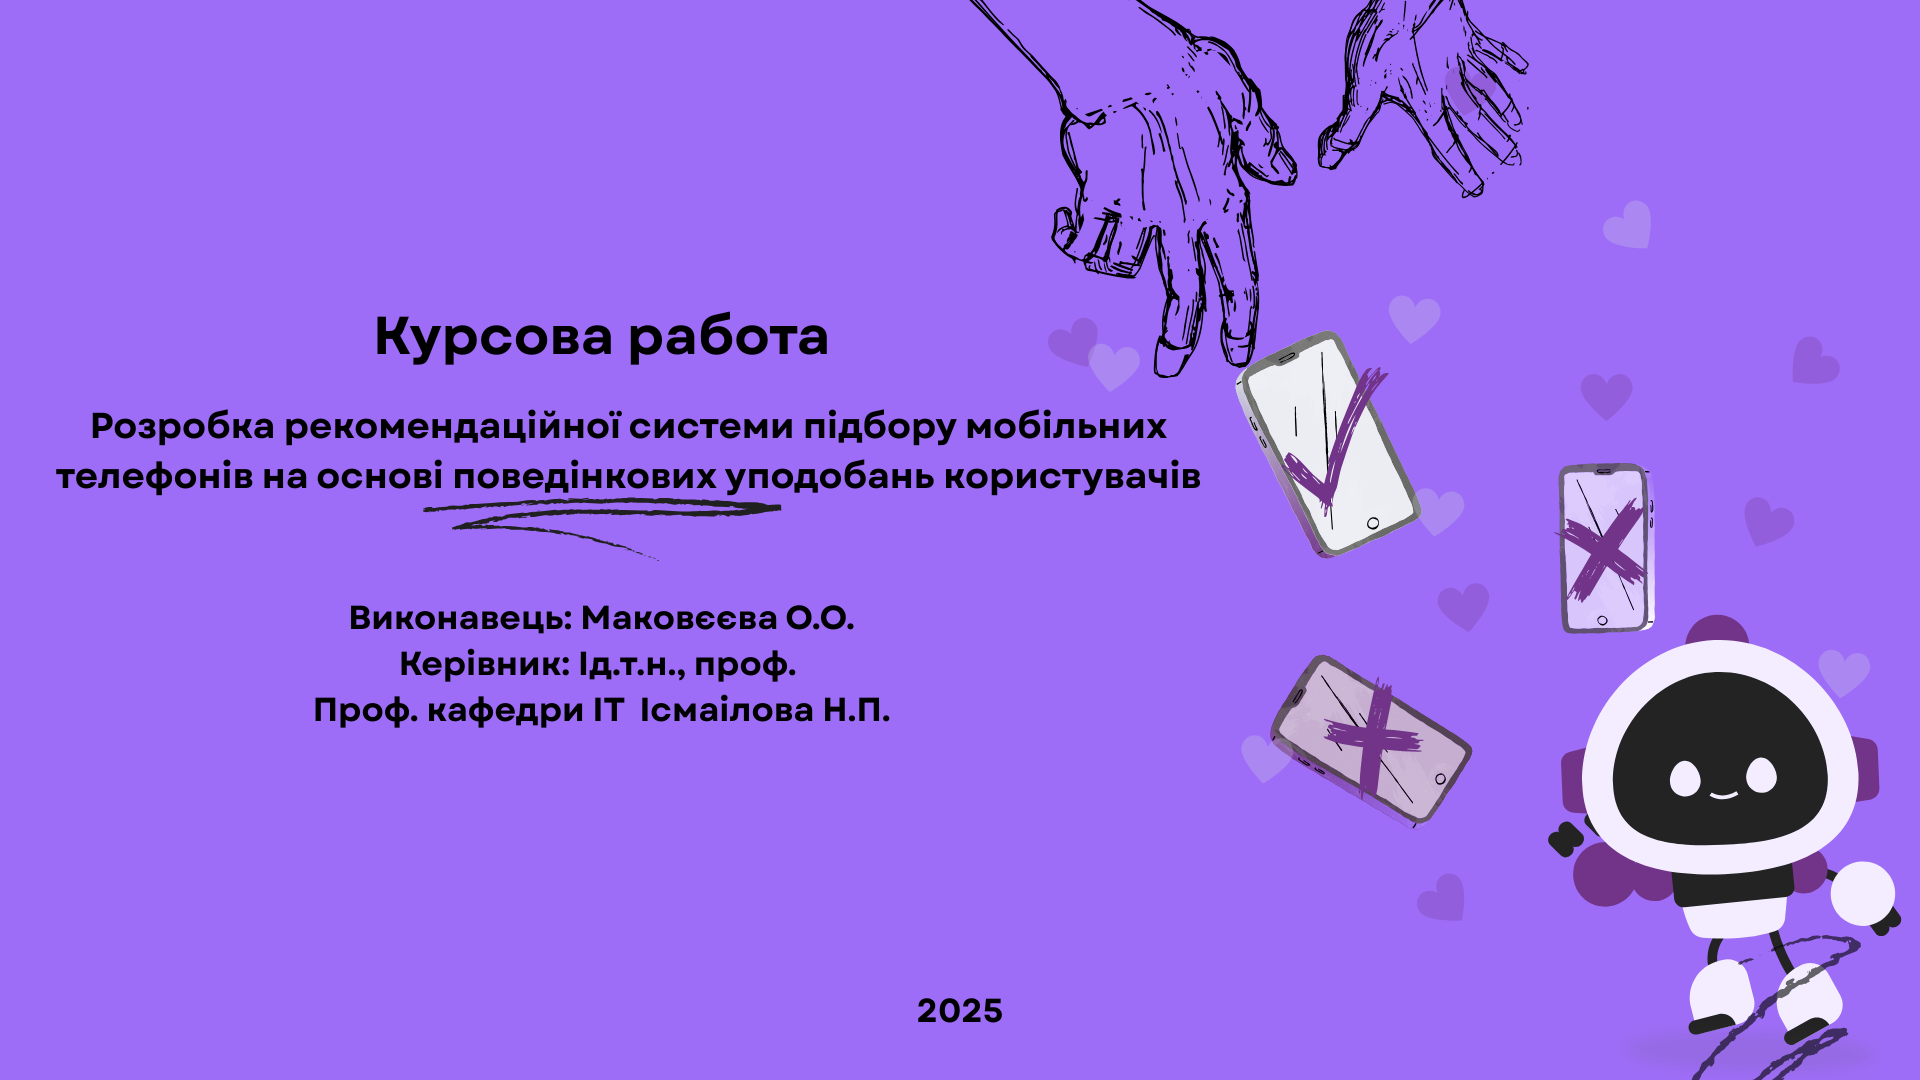 Курсова работа
Розробка рекомендаційної системи підбору мобільних
телефонів на основі поведінкових уподобань користувачів
Виконавець: Маковєєва О.О.
Керівник: Ід.т.н., проф.
Проф. кафедри ІТ  Ісмаілова Н.П.
2025